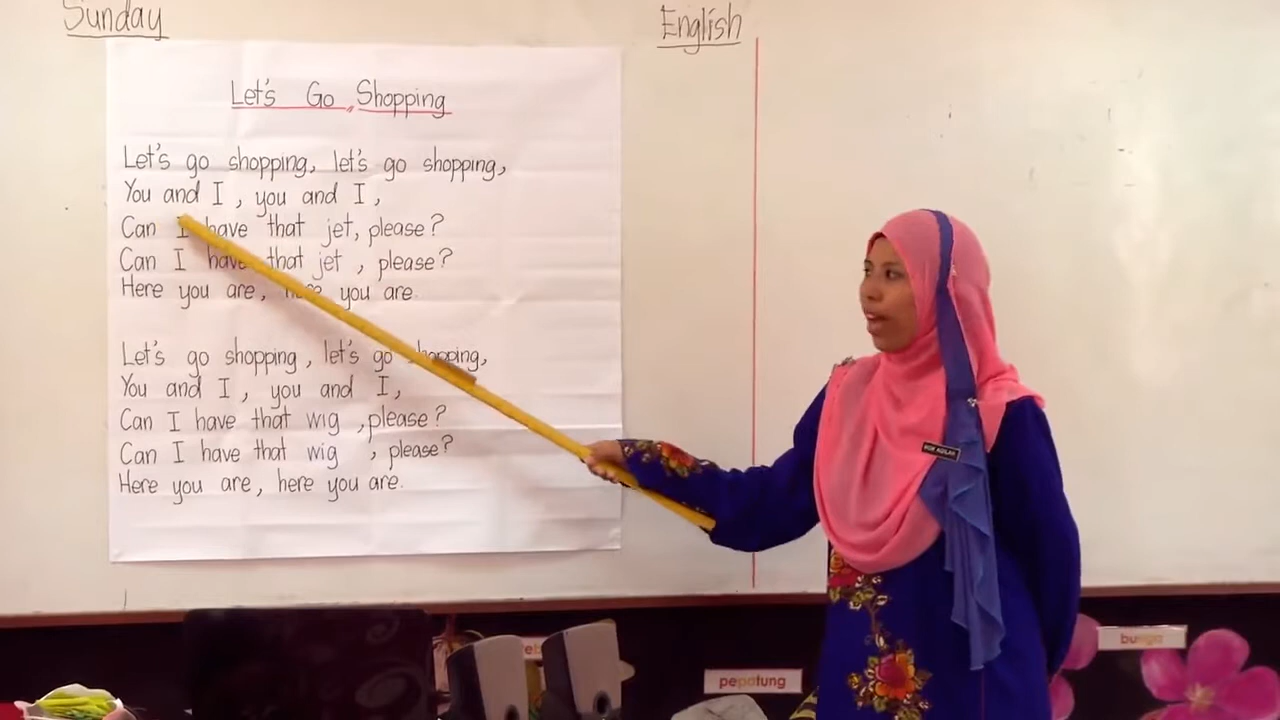 Sunday
English
Let's Go Shopping
Let's go shopping, let's go shopping,
You and I, you and I,
Can I have that jet, please?
Can I have that jet, please?
Here you are, here you are.
Let's go shopping, let's go shopping,
You and I, you and I,
Can I have that wig, please?
Can I have that wig, please?
Here you are, here you are.
pepatung
bunga